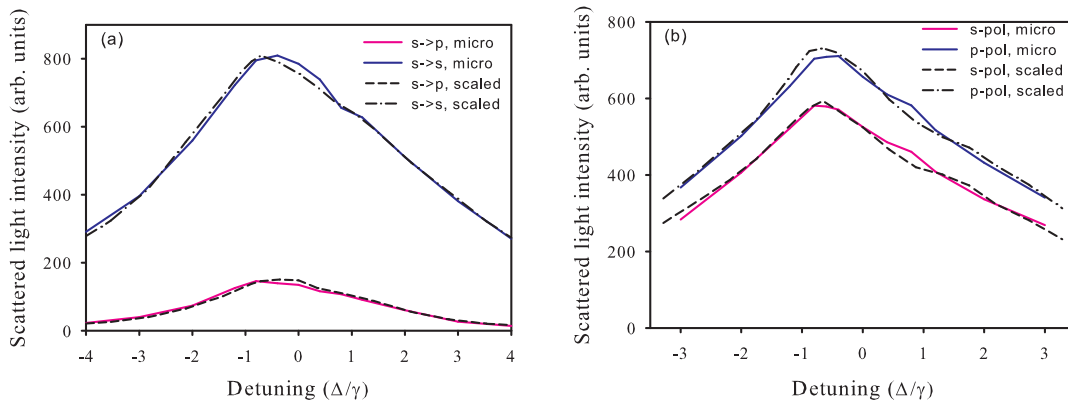 (a)
s->p, micro
s->s, micro
s->p, scaled
s->s, scaled
Scattered light intensity (arb. units)
800
600
400
200
0
-4 -3 -2 -1 0 1 2 3 4
Detuning (Δ/γ)
(b)
s-pol, micro
p-pol, micro
s-pol, scaled
p-pol, scaled
Scattered light intensity (arb. units)
800
600
400
200
0
-3 -2 -1 0 1 2 3
Detuning (Δ/γ)